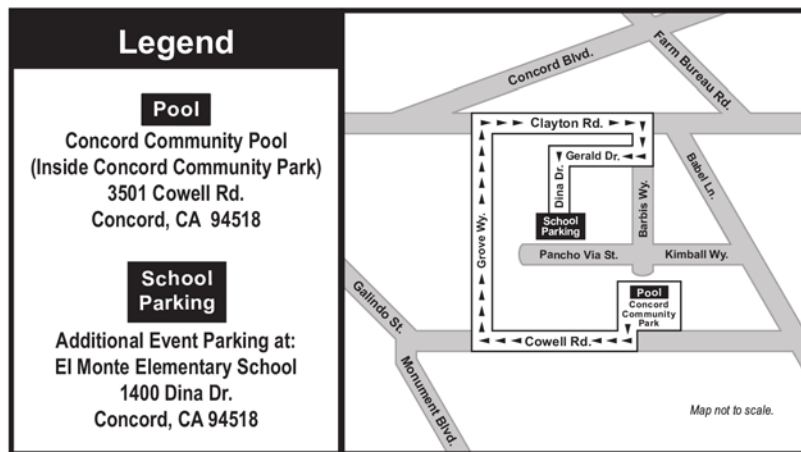 Legend
Pool
Concord Community Pool
(Inside Concord Community Park)
3501 Cowell Rd.
Concord, CA 94518
School
Parking
Additional Event Parking at:
El Monte Elementary School
1400 Dina Dr.
Concord, CA 94518
Concord Blvd.
Farm Bureau Rd.
Clayton Rd.
Gerald Dr.
Dina Dr.
Babel Ln.
Barbis Wy.
Grove Wy.
School
Parking
Pancho Via St.
Kimball Wy.
Galindo St.
Pool
Concord
Community
Park
Cowell Rd.
Monument Blvd.
Map not to scale.